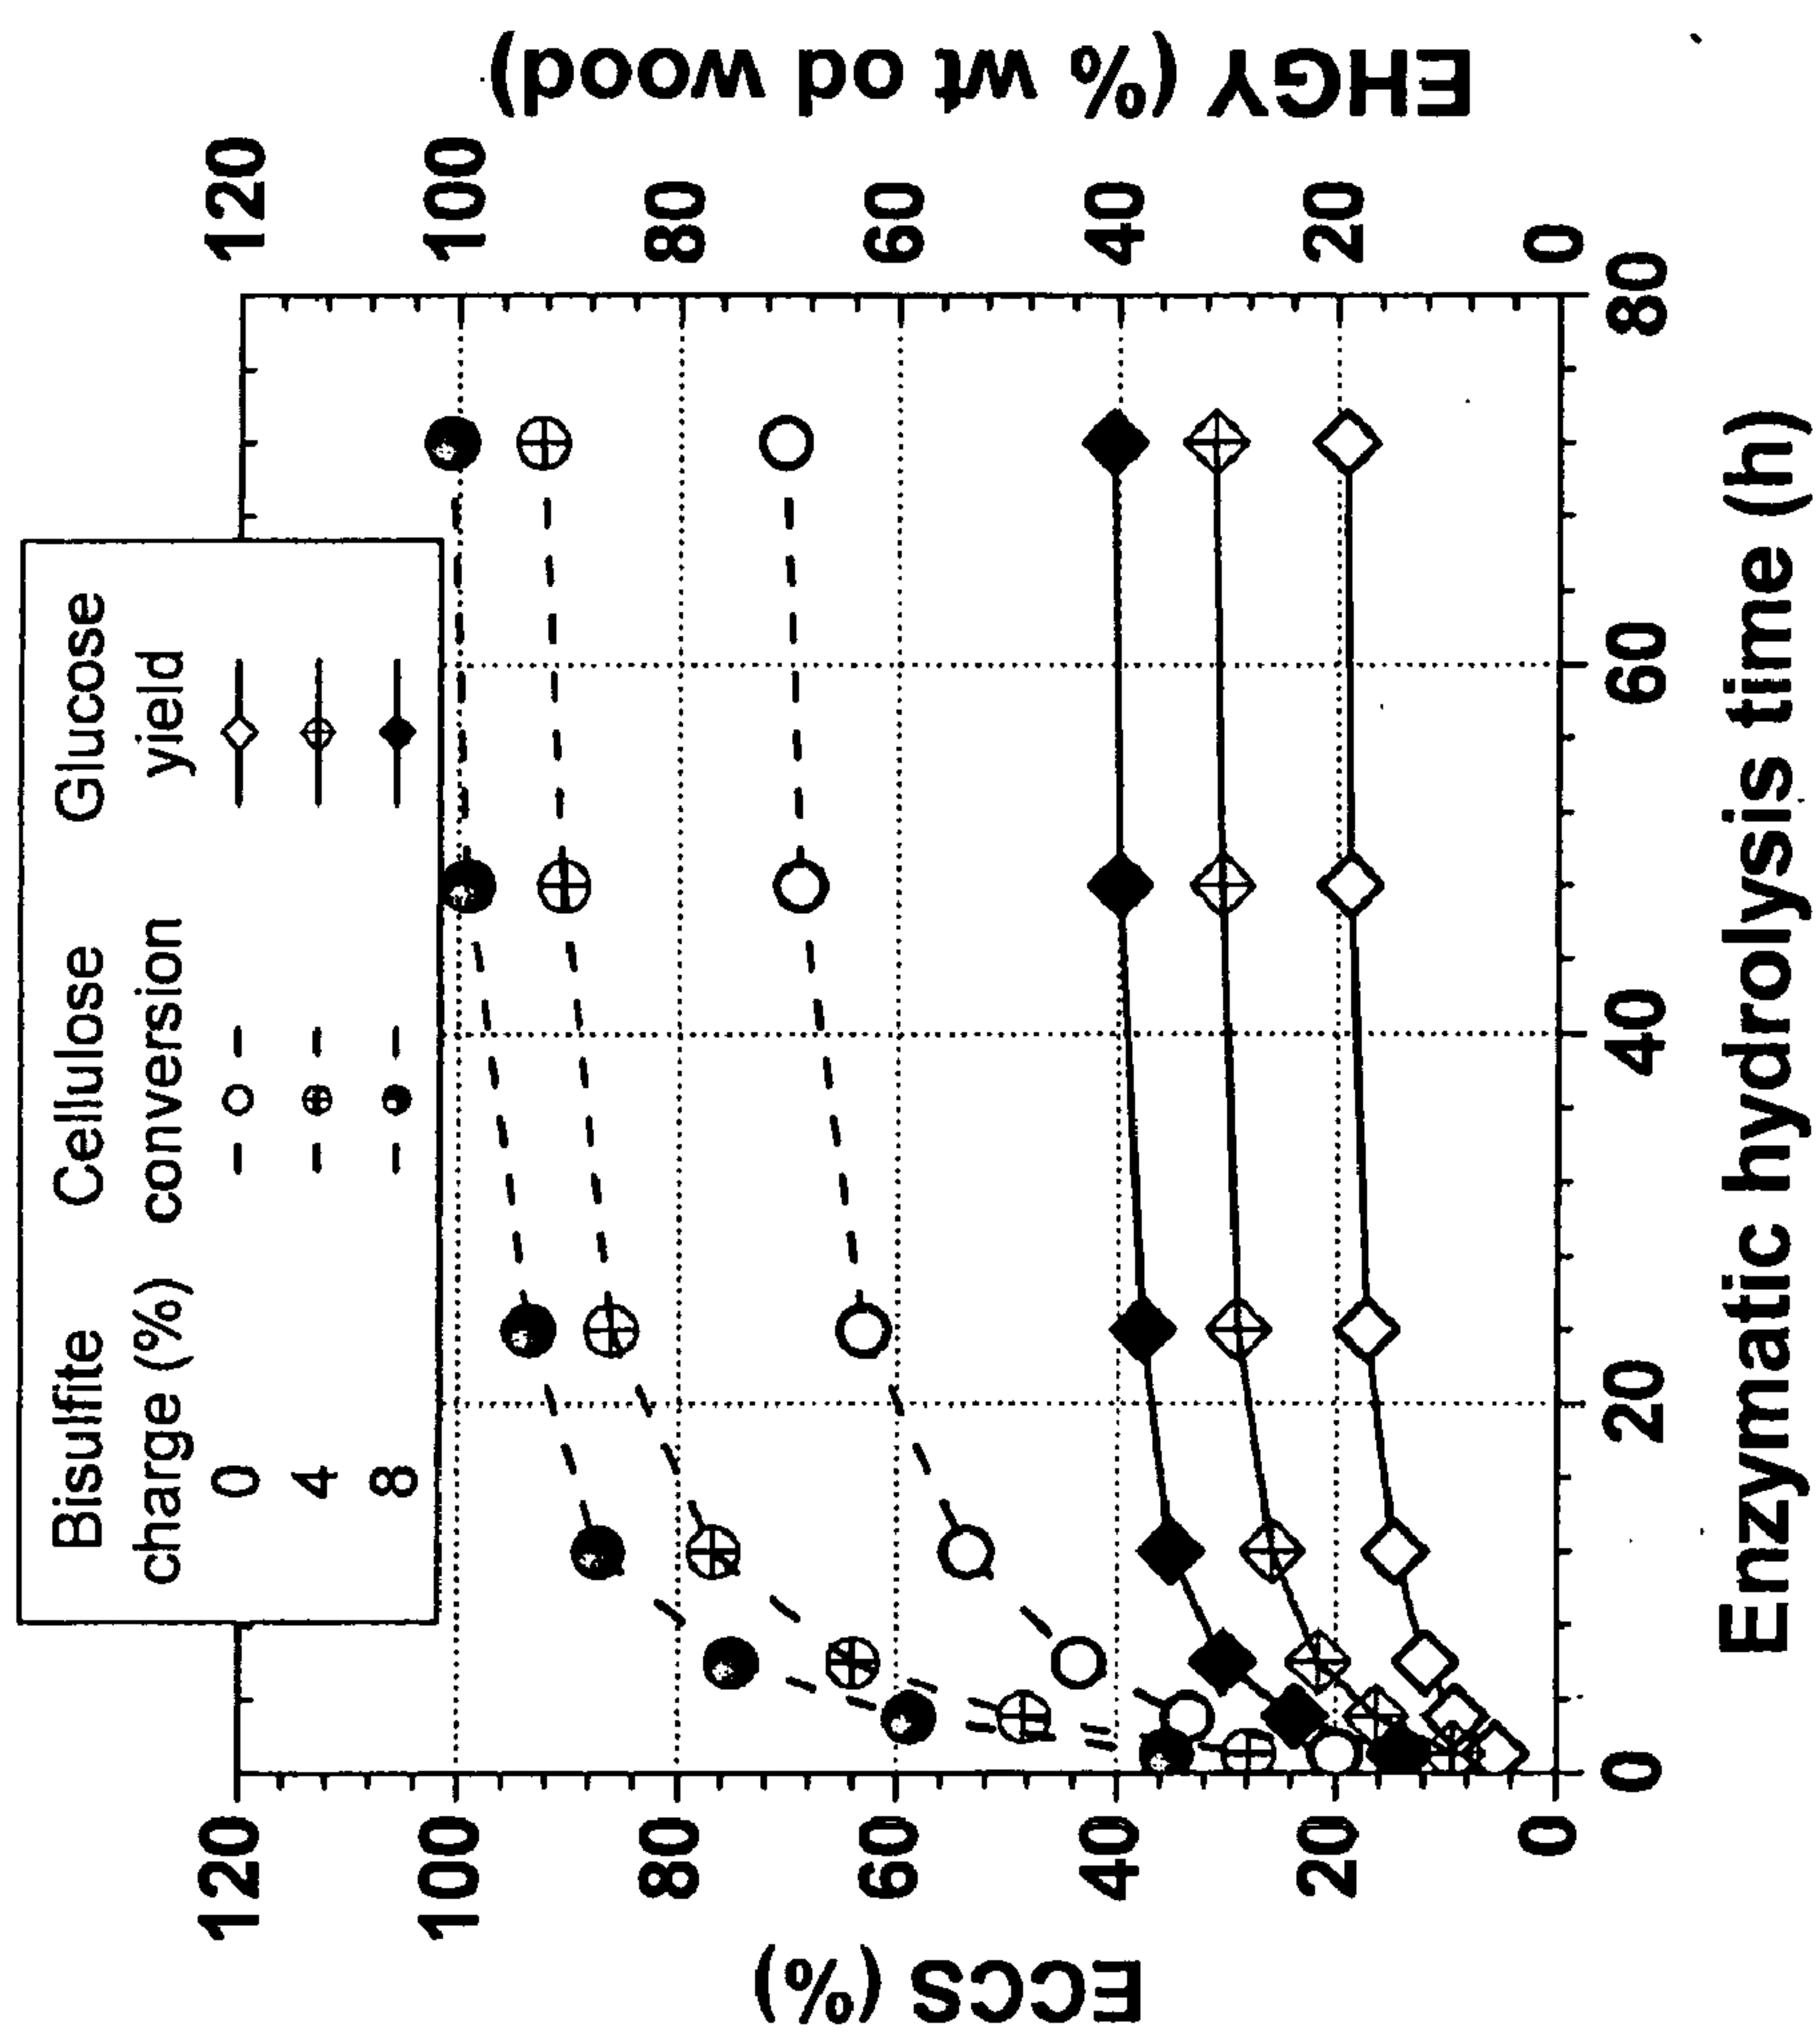 Bisulfite Cellulose Glucose
charge (%) conversion yield
0
4
8
120
100
80
60
40
20
0
ECCS (%)
120
100
80
60
40
20
0
EHGY (% wt od wood)
0 20 40 60 80
Enzymatic hydrolysis time (h)